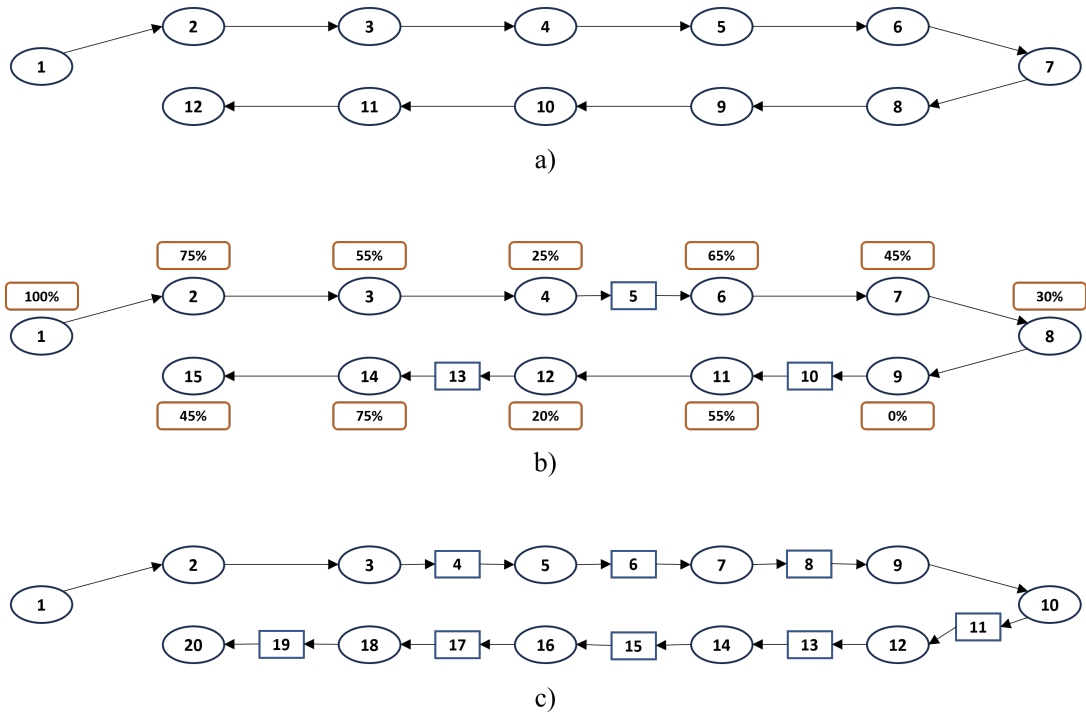 2 3 4 5 6
1 7
12 11 10 9 8
a)
75% 55% 25% 65% 45%
100% 2 3 4 5 6 7 30%
1 8
15 14 13 12 11 10 9
45% 75% 20% 55% 0%
b)
2 3 4 5 6 7 8 9
1 10
20 19 18 17 16 15 14 13 12 11
c)